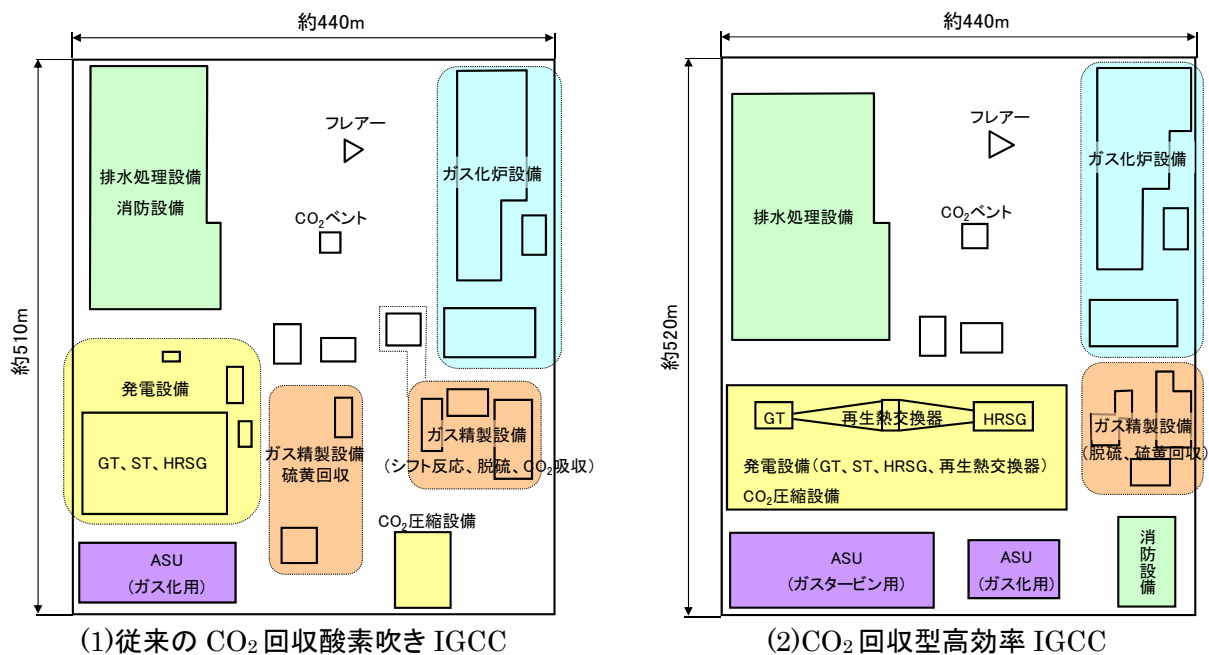 約440m
約510m
排水処理設備
消防設備
フレアー
CO₂ベント
ガス化炉設備
発電設備
GT、ST、HRSG
ガス精製設備
硫黄回収
ガス精製設備
(シフト反応、脱硫、CO₂吸収)
CO₂圧縮設備
ASU
(ガス化用)
(1)従来の CO₂回収酸素吹き IGCC
約440m
約520m
排水処理設備
フレアー
CO₂ベント
ガス化炉設備
GT
再生熱交換器
HRSG
発電設備(GT、ST、HRSG、再生熱交換器)
CO₂圧縮設備
ガス精製設備
(脱硫、硫黄回収)
ASU
(ガスタービン用)
ASU
(ガス化用)
消防設備
(2)CO₂回収型高効率 IGCC